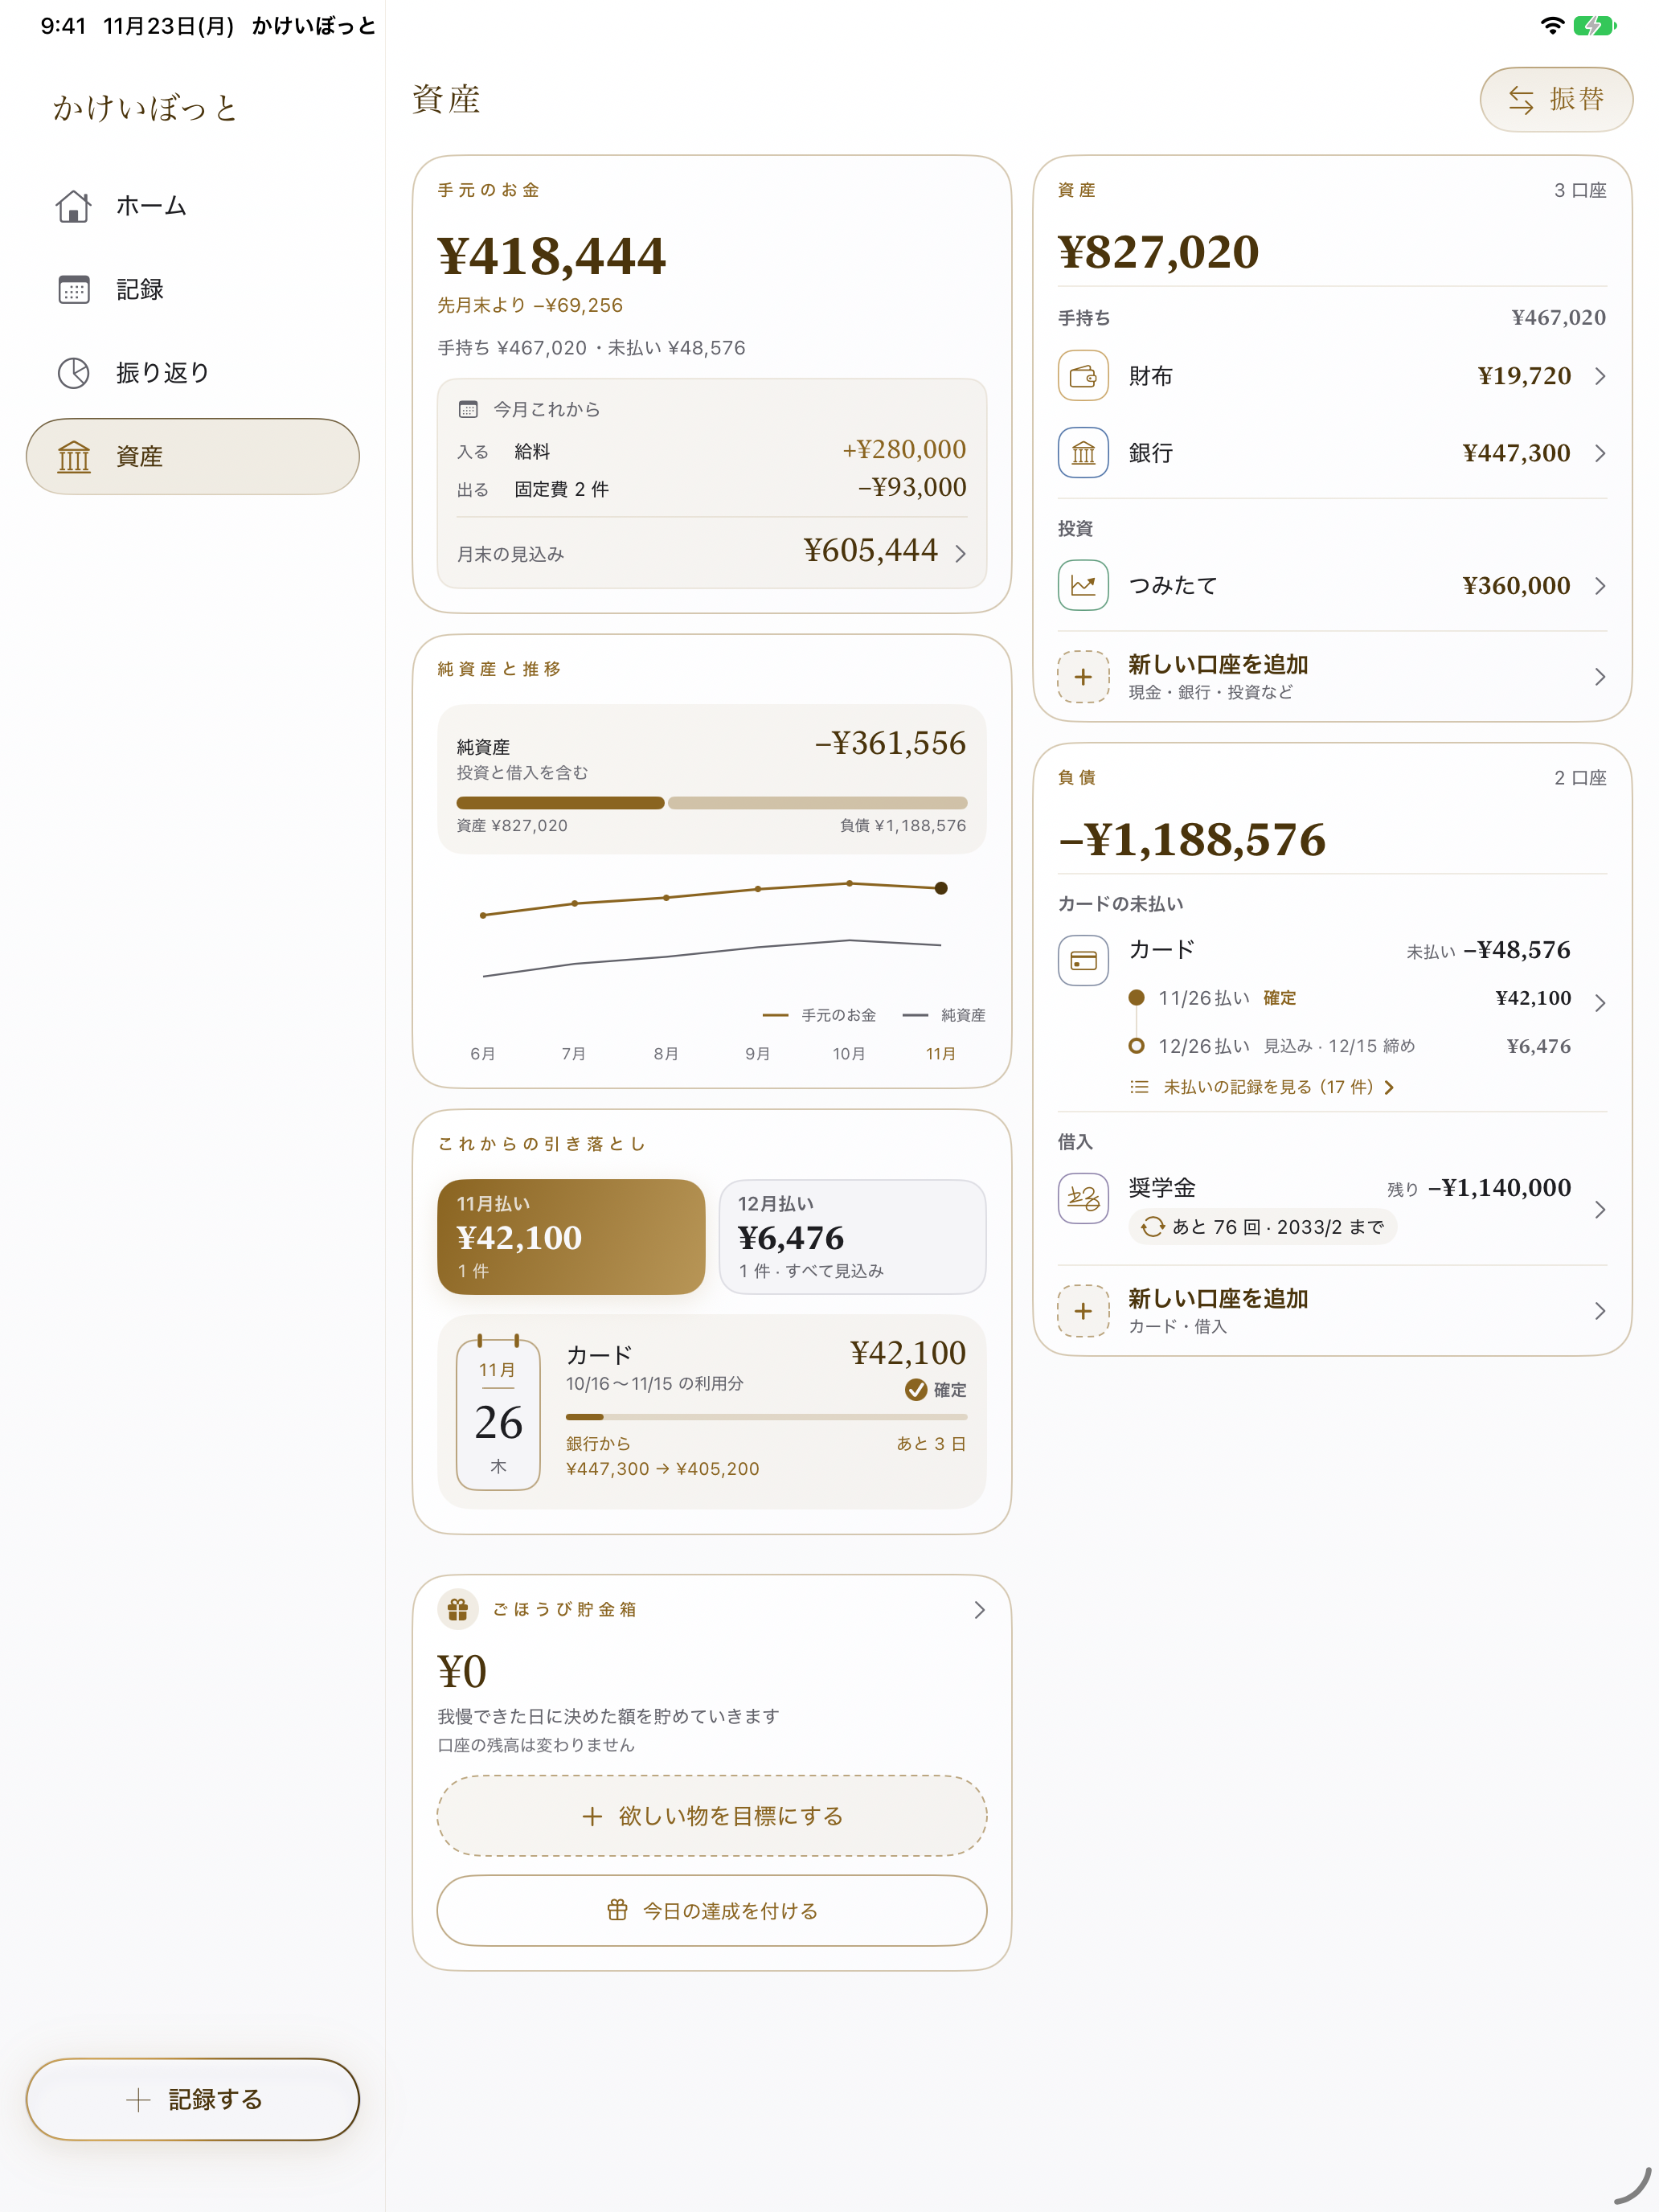 9:41 11月23日(月) かけいぼっと
かけいぼっと
ホーム
記録
振り返り
資産
記録する
資産
振替
手元のお金
¥418,444
先月末より −¥69,256
手持ち ¥467,020・未払い ¥48,576
今月これから
入る 給料 +¥280,000
出る 固定費 2 件 −¥93,000
月末の見込み ¥605,444
純資産と推移
純資産 −¥361,556
投資と借入を含む
資産 ¥827,020 負債 ¥1,188,576
手元のお金 純資産
6月 7月 8月 9月 10月 11月
これからの引き落とし
11月払い
¥42,100
1 件
12月払い
¥6,476
1 件 · すべて見込み
11月
26
木
カード ¥42,100
10/16〜11/15 の利用分 確定
銀行から あと 3 日
¥447,300 → ¥405,200
ごほうび貯金箱
¥0
我慢できた日に決めた額を貯めていきます
口座の残高は変わりません
欲しい物を目標にする
今日の達成を付ける
資産 3 口座
¥827,020
手持ち ¥467,020
財布 ¥19,720
銀行 ¥447,300
投資
つみたて ¥360,000
新しい口座を追加
現金・銀行・投資など
負債 2 口座
−¥1,188,576
カードの未払い
カード 未払い −¥48,576
11/26払い 確定 ¥42,100
12/26払い 見込み · 12/15 締め ¥6,476
未払いの記録を見る（17 件）
借入
奨学金 残り −¥1,140,000
あと 76 回 · 2033/2 まで
新しい口座を追加
カード・借入